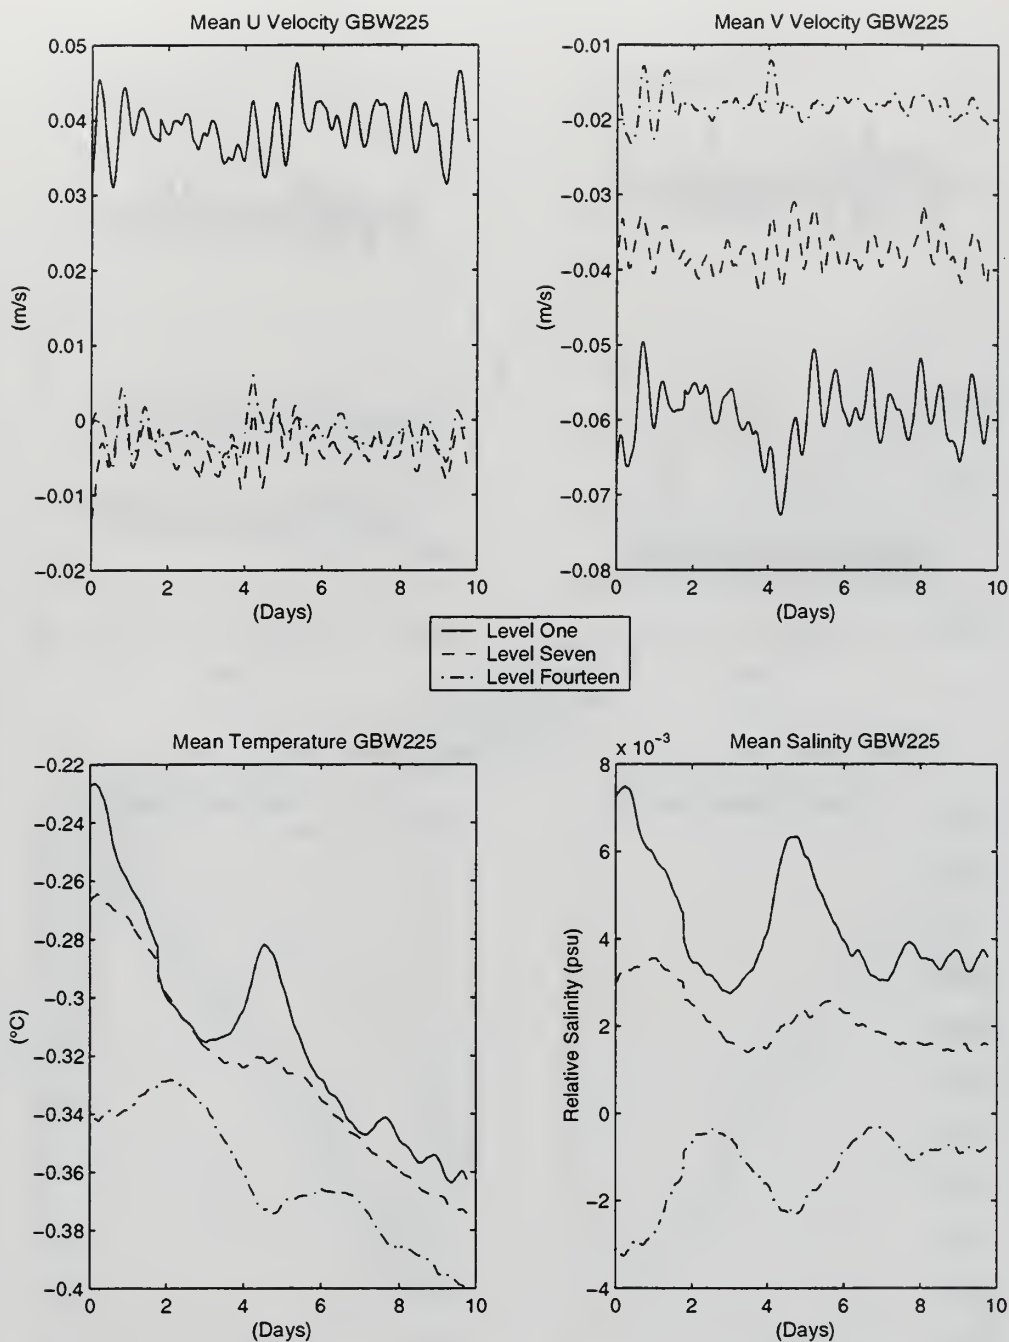 Mean U Velocity GBW225
0.05
0.04
0.03
0.02
0.01
0
−0.01
−0.02
(m/s)
0 2 4 6 8 10
(Days)
Mean V Velocity GBW225
−0.01
−0.02
−0.03
−0.04
−0.05
−0.06
−0.07
−0.08
(m/s)
0 2 4 6 8 10
(Days)
Level One
Level Seven
Level Fourteen
Mean Temperature GBW225
−0.22
−0.24
−0.26
−0.28
−0.3
−0.32
−0.34
−0.36
−0.38
−0.4
(°C)
0 2 4 6 8 10
(Days)
x 10⁻³
Mean Salinity GBW225
8
6
4
2
0
−2
−4
Relative Salinity (psu)
0 2 4 6 8 10
(Days)